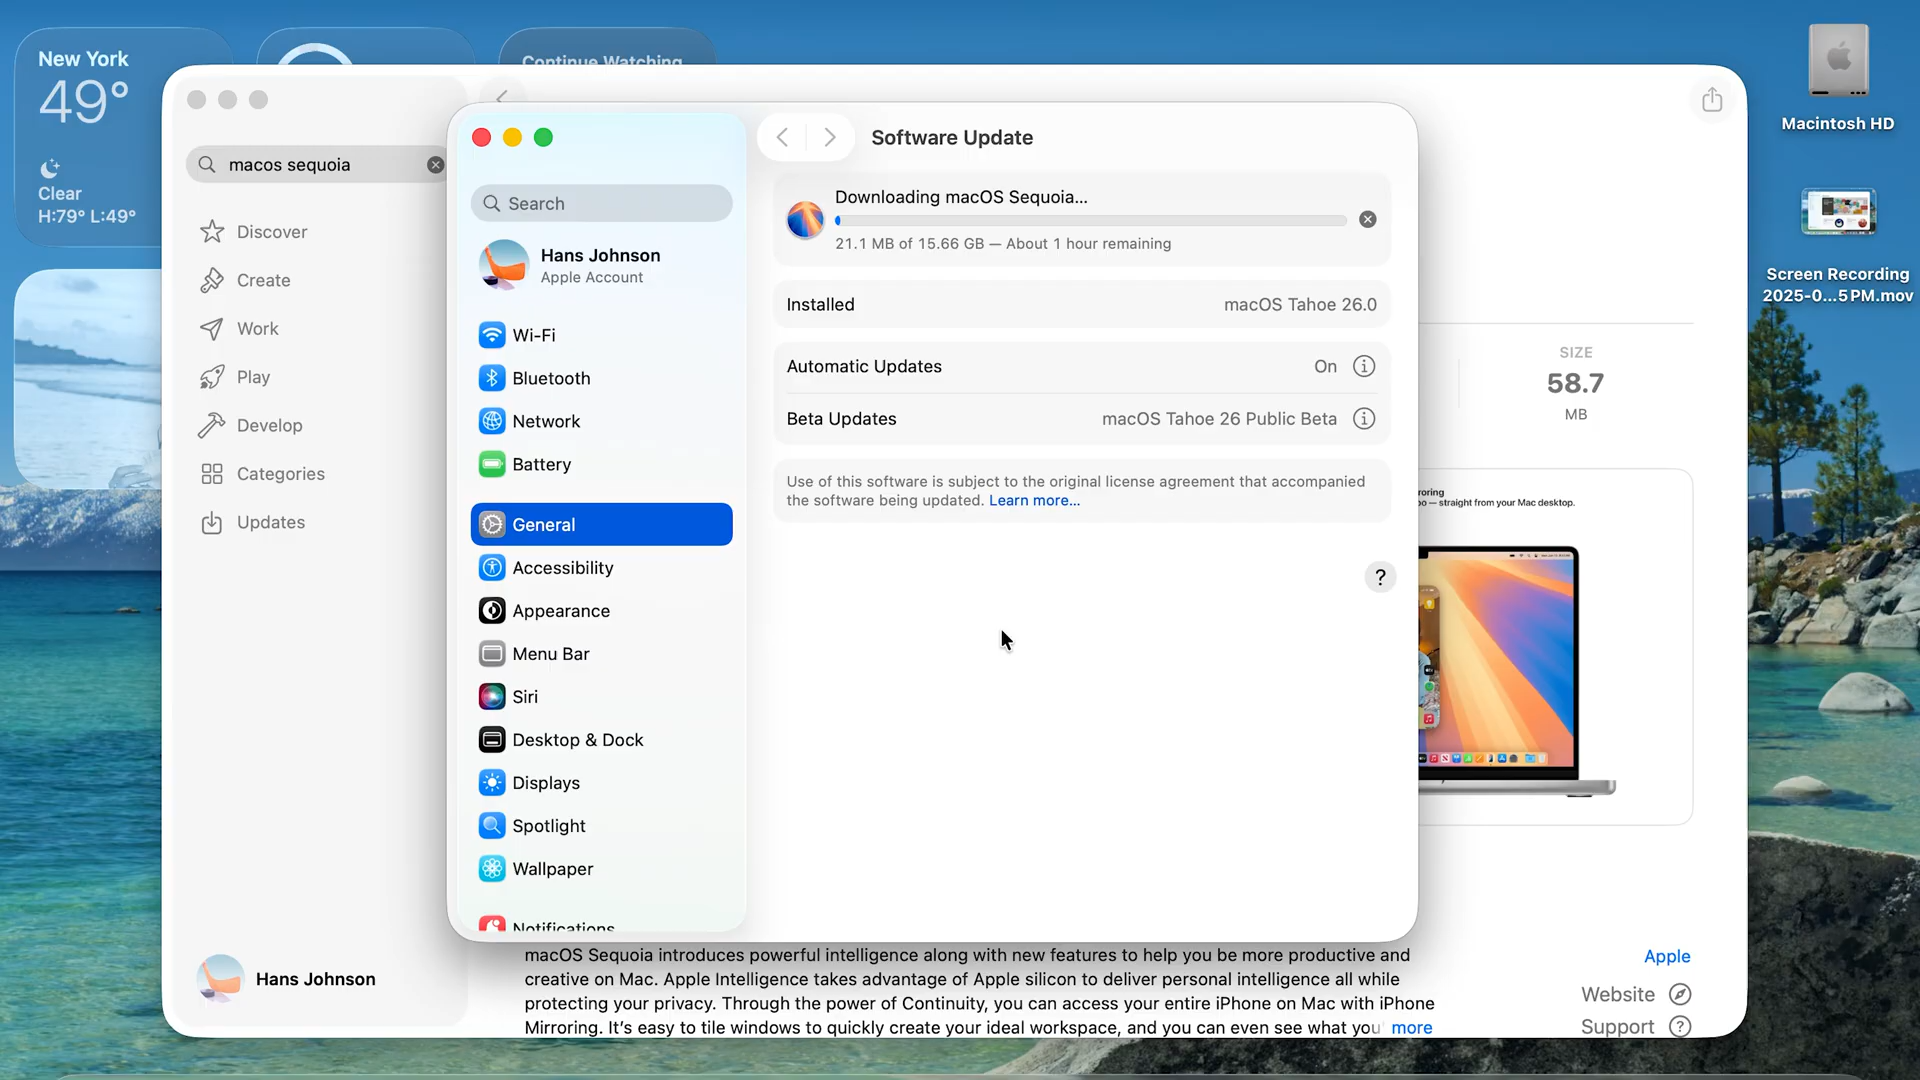 New York
49°
Clear
H:79° L:49°
Continue Watching
macos sequoia
Discover
Create
Work
Play
Develop
Categories
Updates
Hans Johnson
Search
Hans Johnson
Apple Account
Wi-Fi
Bluetooth
Network
Battery
General
Accessibility
Appearance
Menu Bar
Siri
Desktop & Dock
Displays
Spotlight
Wallpaper
Notifications
Software Update
Downloading macOS Sequoia...
21.1 MB of 15.66 GB — About 1 hour remaining
Installed
macOS Tahoe 26.0
Automatic Updates
On
Beta Updates
macOS Tahoe 26 Public Beta
Use of this software is subject to the original license agreement that accompanied
the software being updated. Learn more...
?
SIZE
58.7
MB
— straight from your Mac desktop.
macOS Sequoia introduces powerful intelligence along with new features to help you be more productive and
creative on Mac. Apple Intelligence takes advantage of Apple silicon to deliver personal intelligence all while
protecting your privacy. Through the power of Continuity, you can access your entire iPhone on Mac with iPhone
Mirroring. It’s easy to tile windows to quickly create your ideal workspace, and you can even see what you more
Apple
Website
Support
Macintosh HD
Screen Recording
2025-0...5 PM.mov